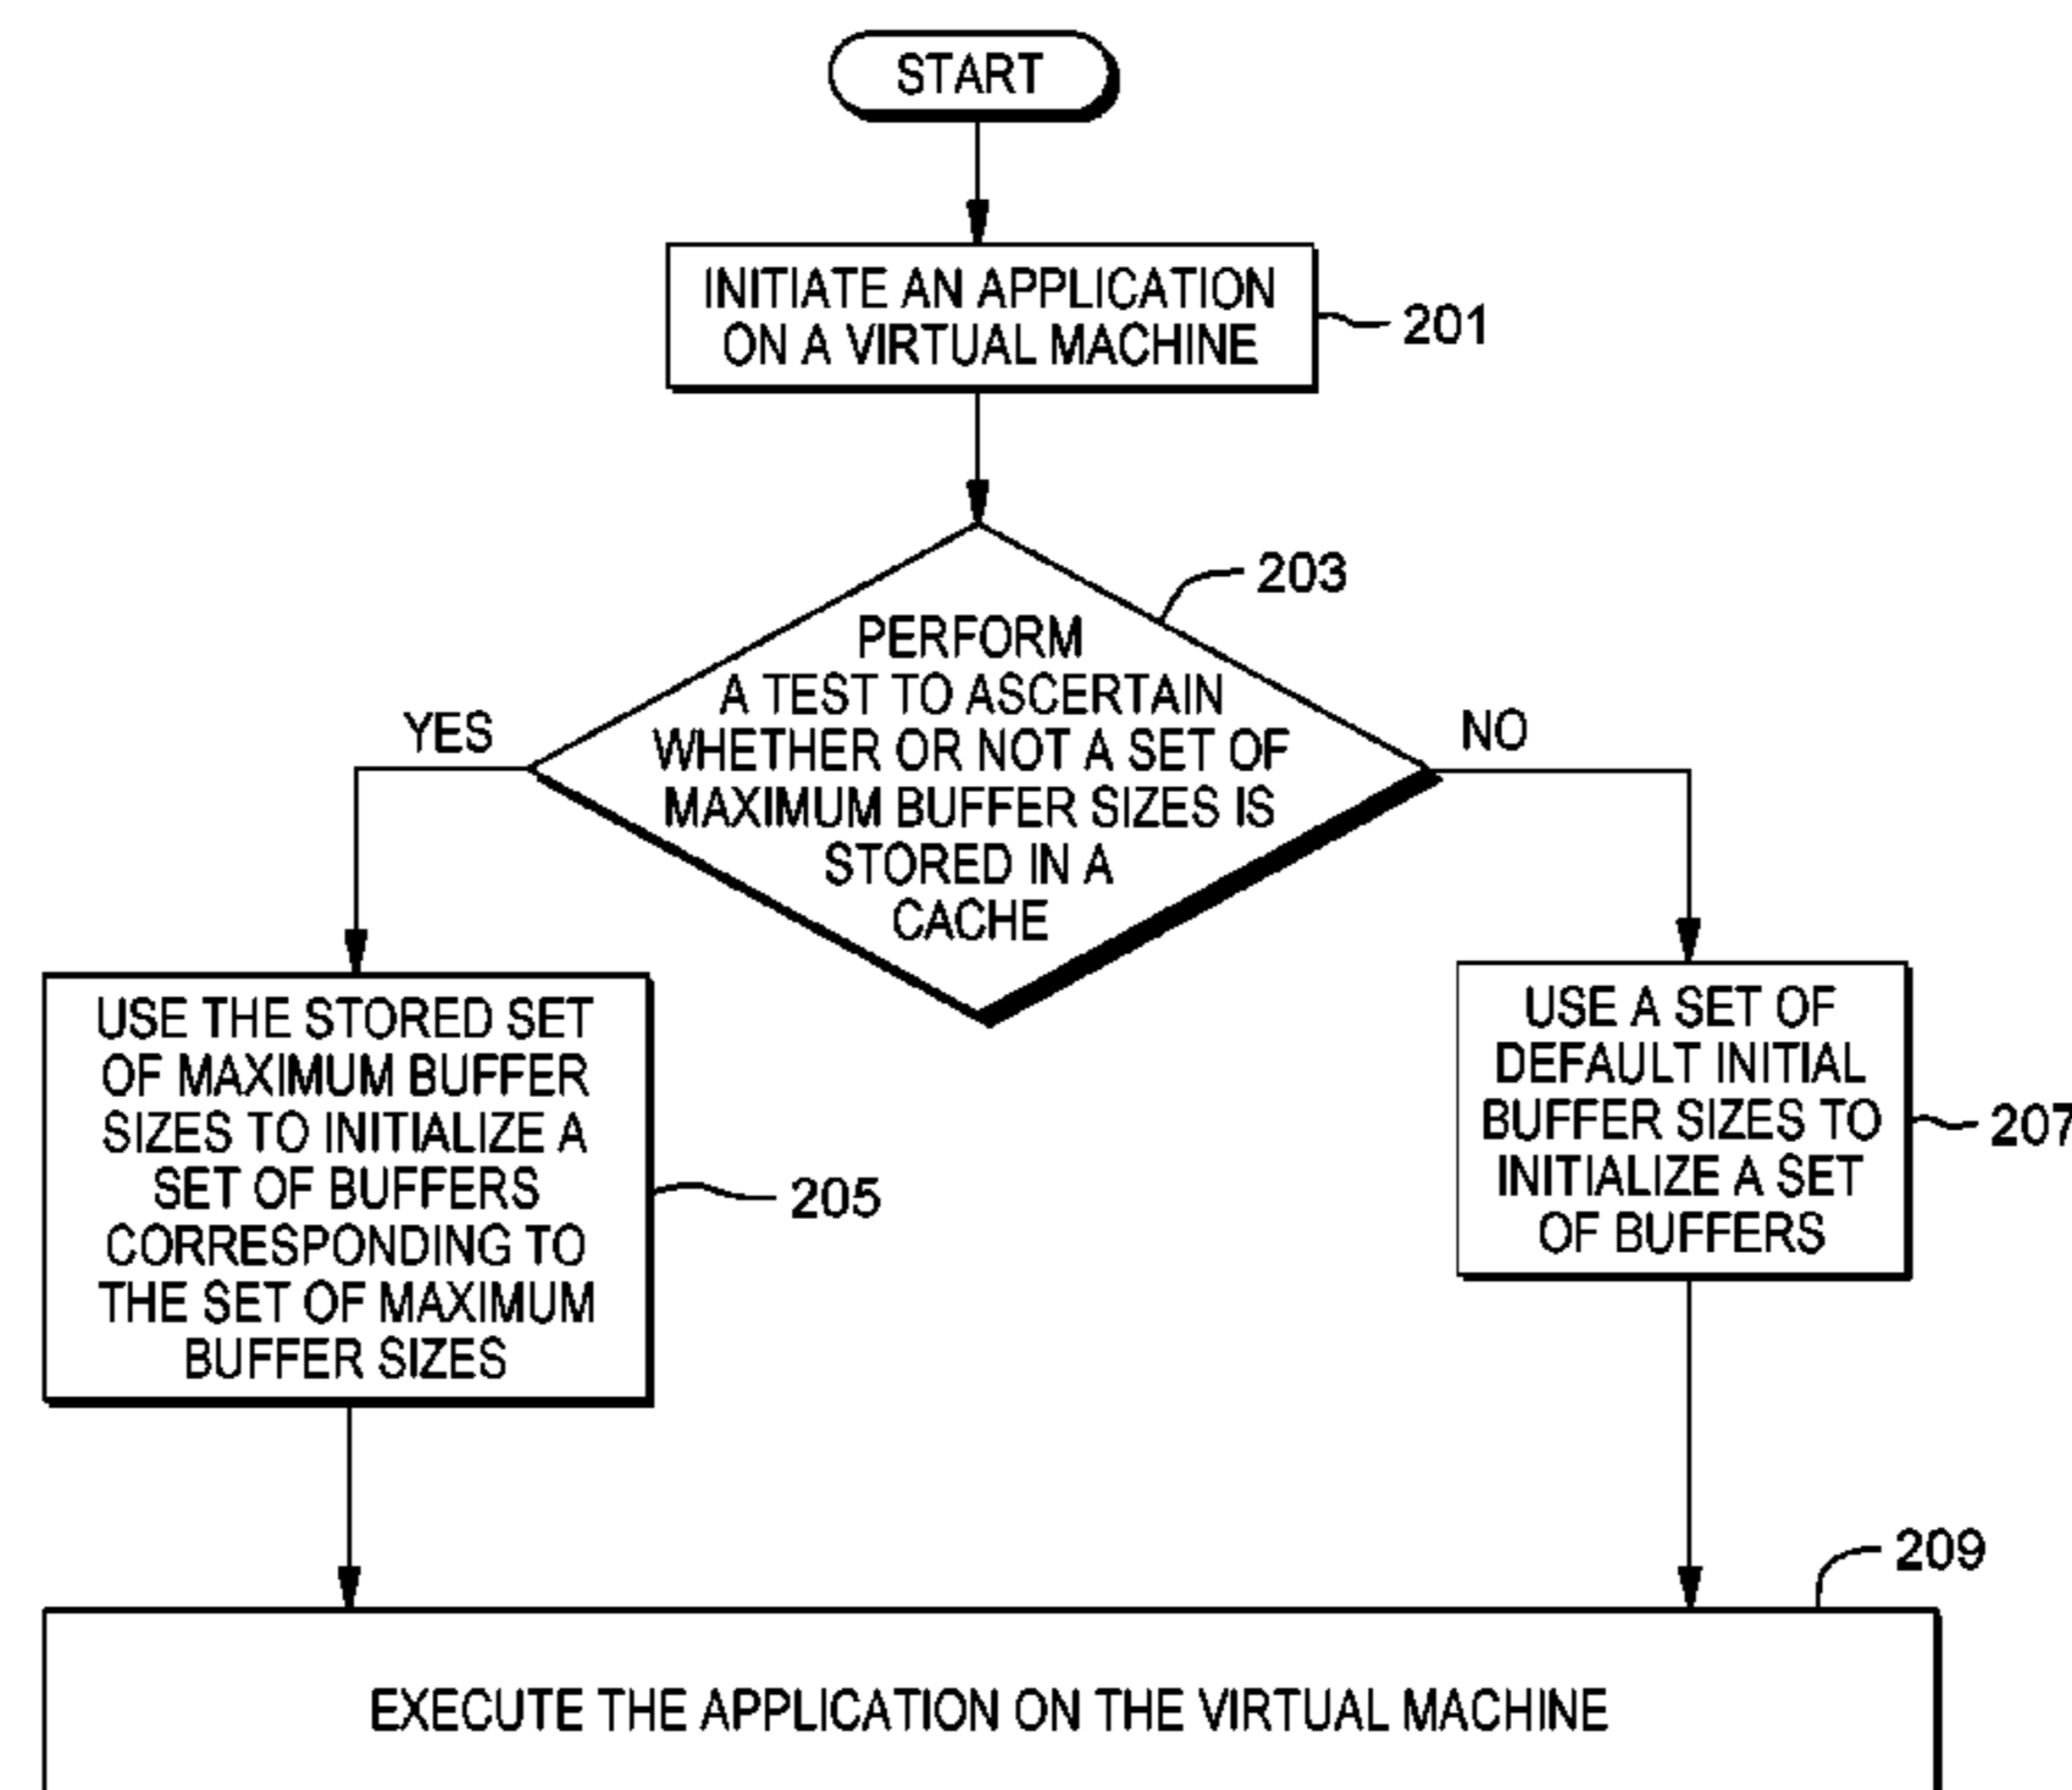 START
INITIATE AN APPLICATION
ON A VIRTUAL MACHINE
201
203
PERFORM
A TEST TO ASCERTAIN
WHETHER OR NOT A SET OF
MAXIMUM BUFFER SIZES IS
STORED IN A
CACHE
YES
NO
USE THE STORED SET
OF MAXIMUM BUFFER
SIZES TO INITIALIZE A
SET OF BUFFERS
CORRESPONDING TO
THE SET OF MAXIMUM
BUFFER SIZES
205
USE A SET OF
DEFAULT INITIAL
BUFFER SIZES TO
INITIALIZE A SET
OF BUFFERS
207
209
EXECUTE THE APPLICATION ON THE VIRTUAL MACHINE